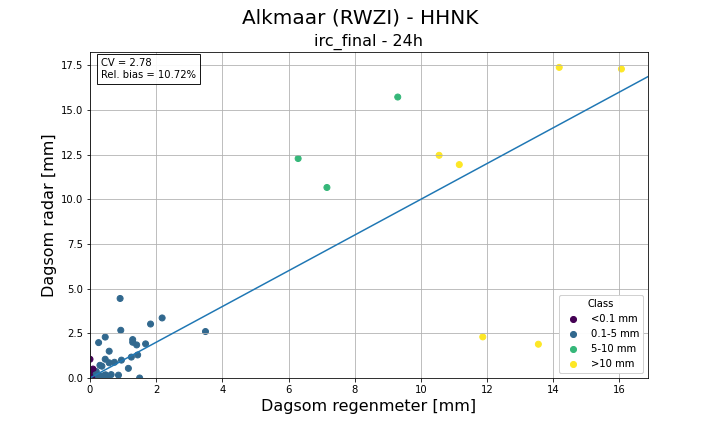 Alkmaar (RWZI) - HHNK
irc_final - 24h
CV = 2.78
Rel. bias = 10.72%
Dagsom radar [mm]
17.5
15.0
12.5
10.0
7.5
5.0
2.5
0.0
0
2
4
6
8
10
12
14
16
Dagsom regenmeter [mm]
Class
<0.1 mm
0.1-5 mm
5-10 mm
>10 mm